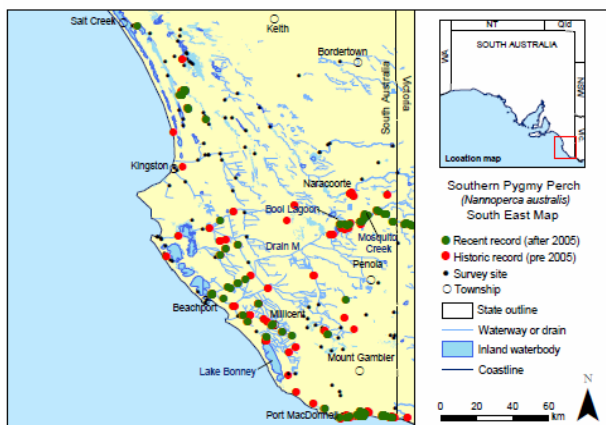 Salt Creek
Keith
Bordertown
South Australia
Victoria
Kingston
Naracoorte
Bool Lagoon
Mosquito
Creek
Drain M
Penola
Beachport
Millicent
Mount Gambler
Lake Bonney
Port MacDonnell
NT
Qld
SOUTH AUSTRALIA
WA
NSW
Vic
Location map
Southern Pygmy Perch
(Nannoperca australis)
South East Map
Recent record (after 2005)
Historic record (pre 2005)
Survey site
Township
State outline
Waterway or drain
Inland waterbody
Coastline
N
0 20 40 60
km